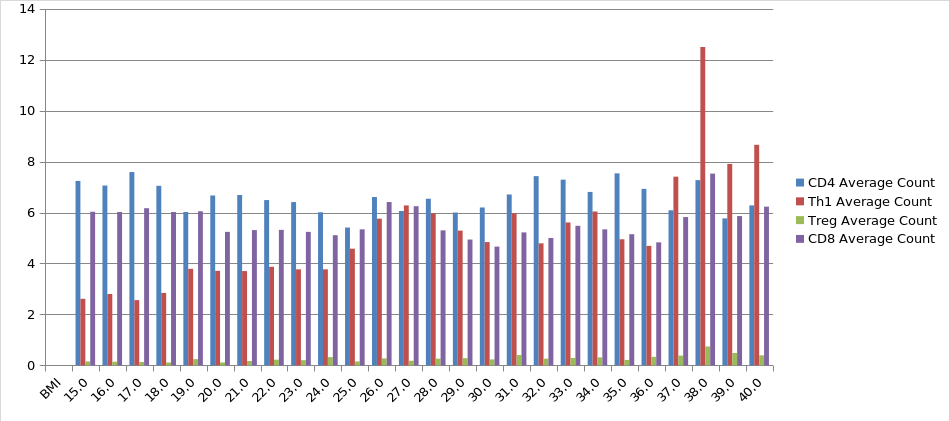 14
12
10
8
6
4
2
0
BMI 15.0 16.0 17.0 18.0 19.0 20.0 21.0 22.0 23.0 24.0 25.0 26.0 27.0 28.0 29.0 30.0 31.0 32.0 33.0 34.0 35.0 36.0 37.0 38.0 39.0 40.0
CD4 Average Count
Th1 Average Count
Treg Average Count
CD8 Average Count